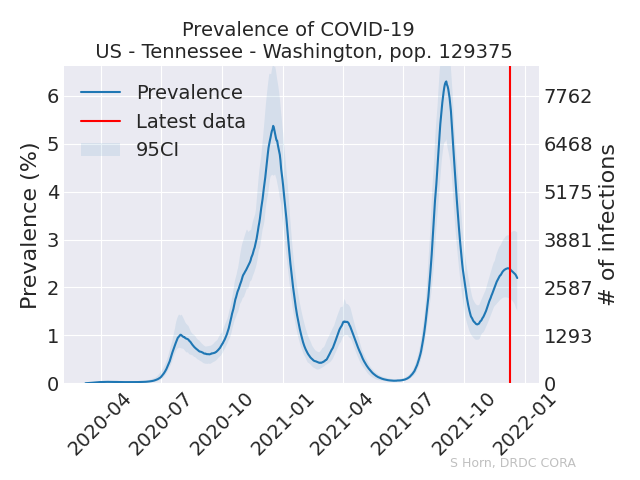 Prevalence of COVID-19
US - Tennessee - Washington, pop. 129375
Prevalence
Latest data
95CI
Prevalence (%)
6
5
4
3
2
1
0
7762
6468
5175
3881
2587
1293
0
# of infections
2020-04
2020-07
2020-10
2021-01
2021-04
2021-07
2021-10
2022-01
S Horn, DRDC CORA